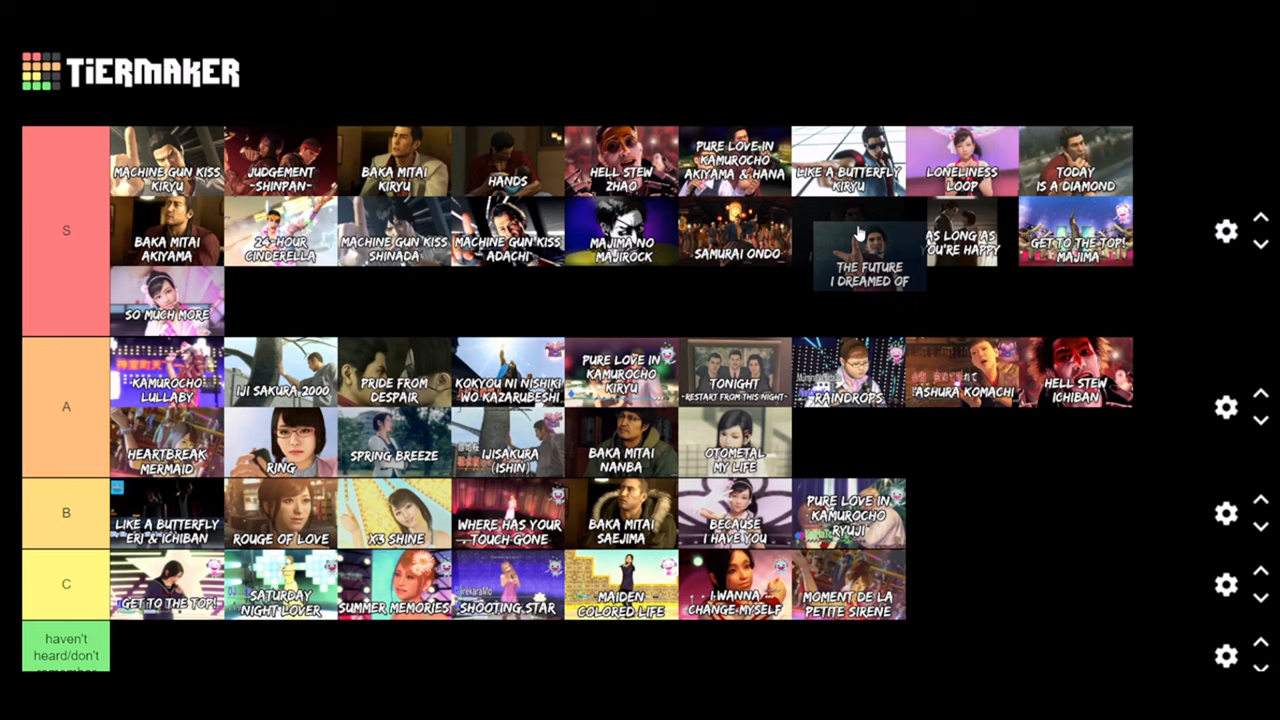 TiERMAKER
S
MACHINE GUN KISS
KIRYU
JUDGEMENT
-SHINPAN-
BAKA MITAI
KIRYU
HANDS
HELL STEW
ZHAO
PURE LOVE IN
KAMUROCHO
AKIYAMA & HANA
LIKE A BUTTERFLY
KIRYU
LONELINESS
LOOP
TODAY
IS A DIAMOND
BAKA MITAI
AKIYAMA
24-HOUR
CINDERELLA
MACHINE GUN KISS
SHINADA
MACHINE GUN KISS
ADACHI
MAJIMA NO
MAJIROCK
SAMURAI ONDO
THE FUTURE
I DREAMED OF
AS LONG AS
YOU'RE HAPPY
GET TO THE TOP!
MAJIMA
SO MUCH MORE
A
KAMUROCHO
LULLABY
IJI SAKURA 2000
PRIDE FROM
DESPAIR
KOKYOU NI NISHIKI
WO KAZARUBESHI
PURE LOVE IN
KAMUROCHO
KIRYU
TONIGHT
-RESTART FROM THIS NIGHT-
RAINDROPS
ASHURA KOMACHI
HELL STEW
ICHIBAN
HEARTBREAK
MERMAID
RING
SPRING BREEZE
IJISAKURA
(ISHIN)
BAKA MITAI
NANBA
OTOMETAL
MY LIFE
B
LIKE A BUTTERFLY
ERI & ICHIBAN
ROUGE OF LOVE
X3 SHINE
WHERE HAS YOUR
TOUCH GONE
BAKA MITAI
SAEJIMA
BECAUSE
I HAVE YOU
PURE LOVE IN
KAMUROCHO
RYUJI
C
GET TO THE TOP!
SATURDAY
NIGHT LOVER
SUMMER MEMORIES
SHOOTING STAR
MAIDEN
COLORED LIFE
I WANNA
CHANGE MYSELF
MOMENT DE LA
PETITE SIRENE
haven't
heard/don't
remember